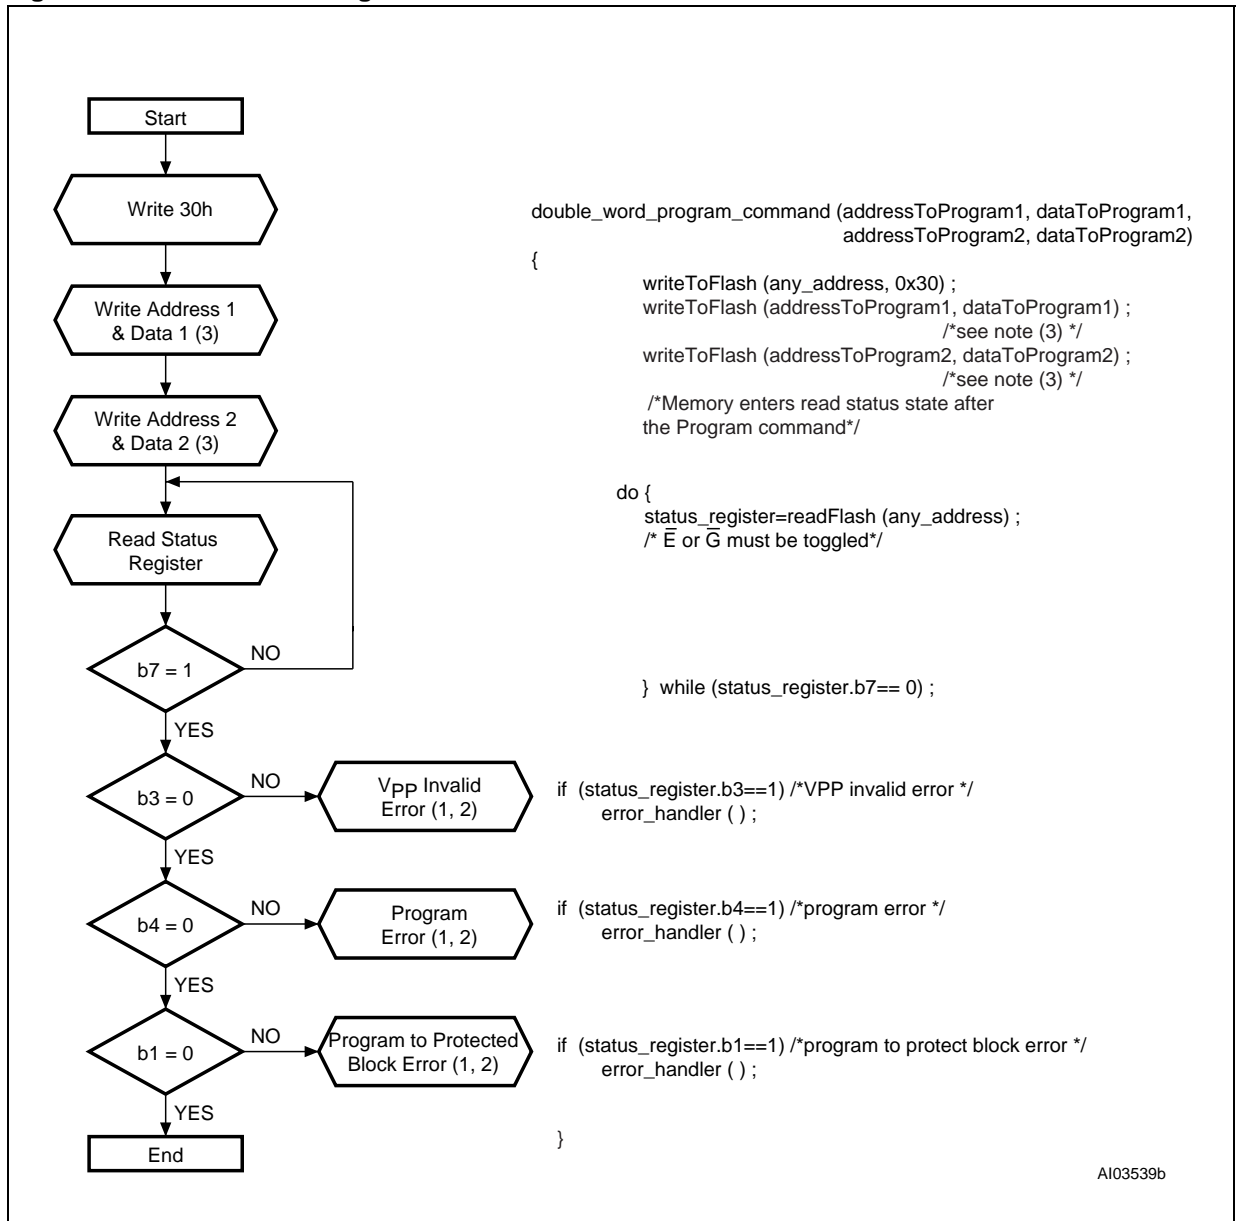 Start
Write 30h
Write Address 1
& Data 1 (3)
Write Address 2
& Data 2 (3)
Read Status
Register
b7 = 1
NO
YES
b3 = 0
NO
VPP Invalid
Error (1, 2)
YES
b4 = 0
NO
Program
Error (1, 2)
YES
b1 = 0
NO
Program to Protected
Block Error (1, 2)
YES
End
double_word_program_command (addressToProgram1, dataToProgram1,
addressToProgram2, dataToProgram2)
{
writeToFlash (any_address, 0x30) ;
writeToFlash (addressToProgram1, dataToProgram1) ;
/*see note (3) */
writeToFlash (addressToProgram2, dataToProgram2) ;
/*see note (3) */
/*Memory enters read status state after
the Program command*/
do {
status_register=readFlash (any_address) ;
/* E̅ or G̅ must be toggled*/
} while (status_register.b7== 0) ;
if (status_register.b3==1) /*VPP invalid error */
error_handler ( ) ;
if (status_register.b4==1) /*program error */
error_handler ( ) ;
if (status_register.b1==1) /*program to protect block error */
error_handler ( ) ;
}
AI03539b